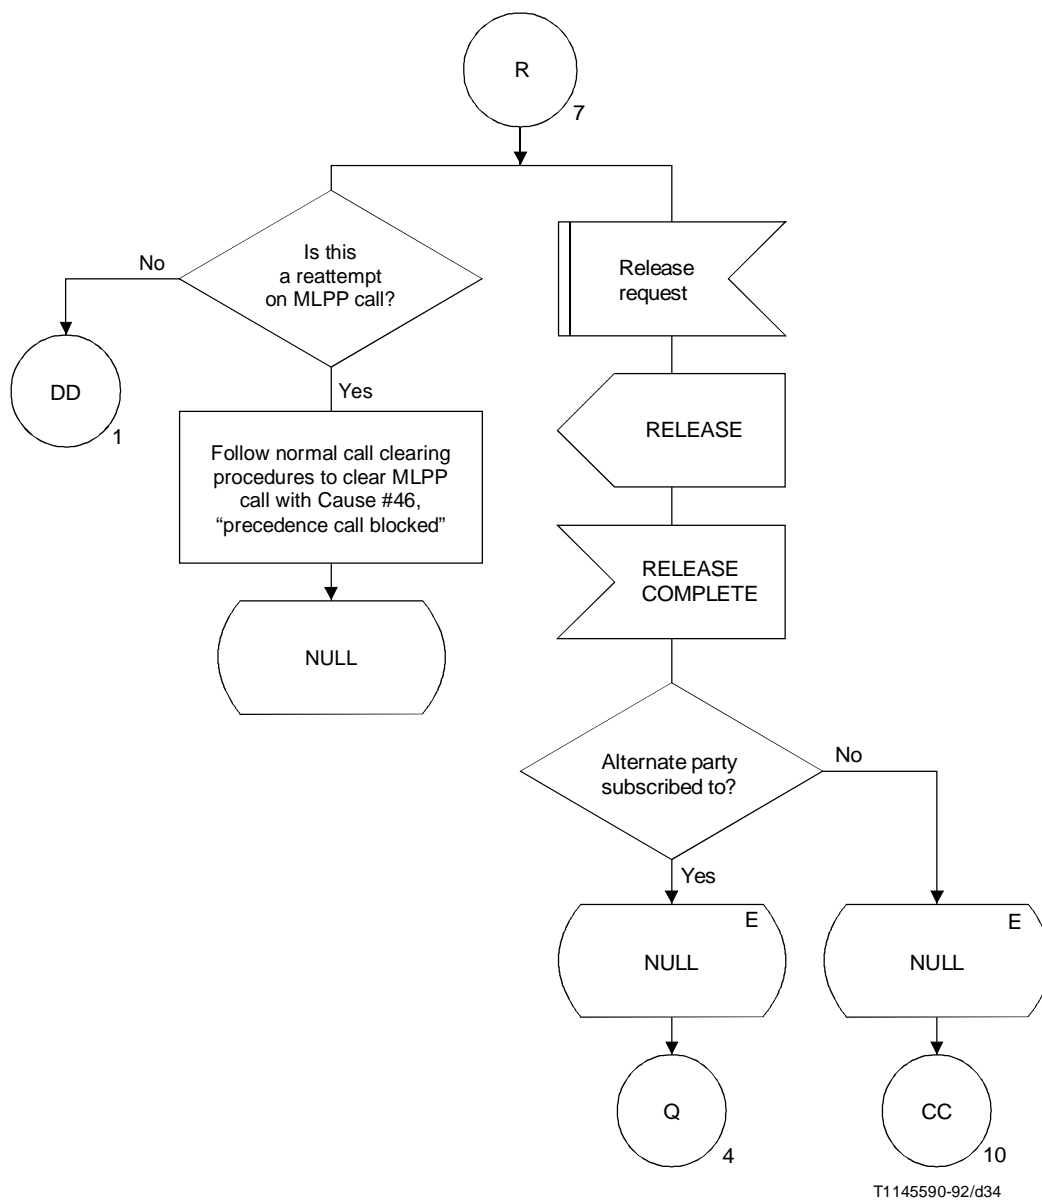 R
7
Is this
a reattempt
on MLPP call?
No
Yes
DD
1
Follow normal call clearing
procedures to clear MLPP
call with Cause #46,
“precedence call blocked”
NULL
Release
request
RELEASE
RELEASE
COMPLETE
Alternate party
subscribed to?
No
Yes
E
NULL
E
NULL
Q
4
CC
10
T1145590-92/d34